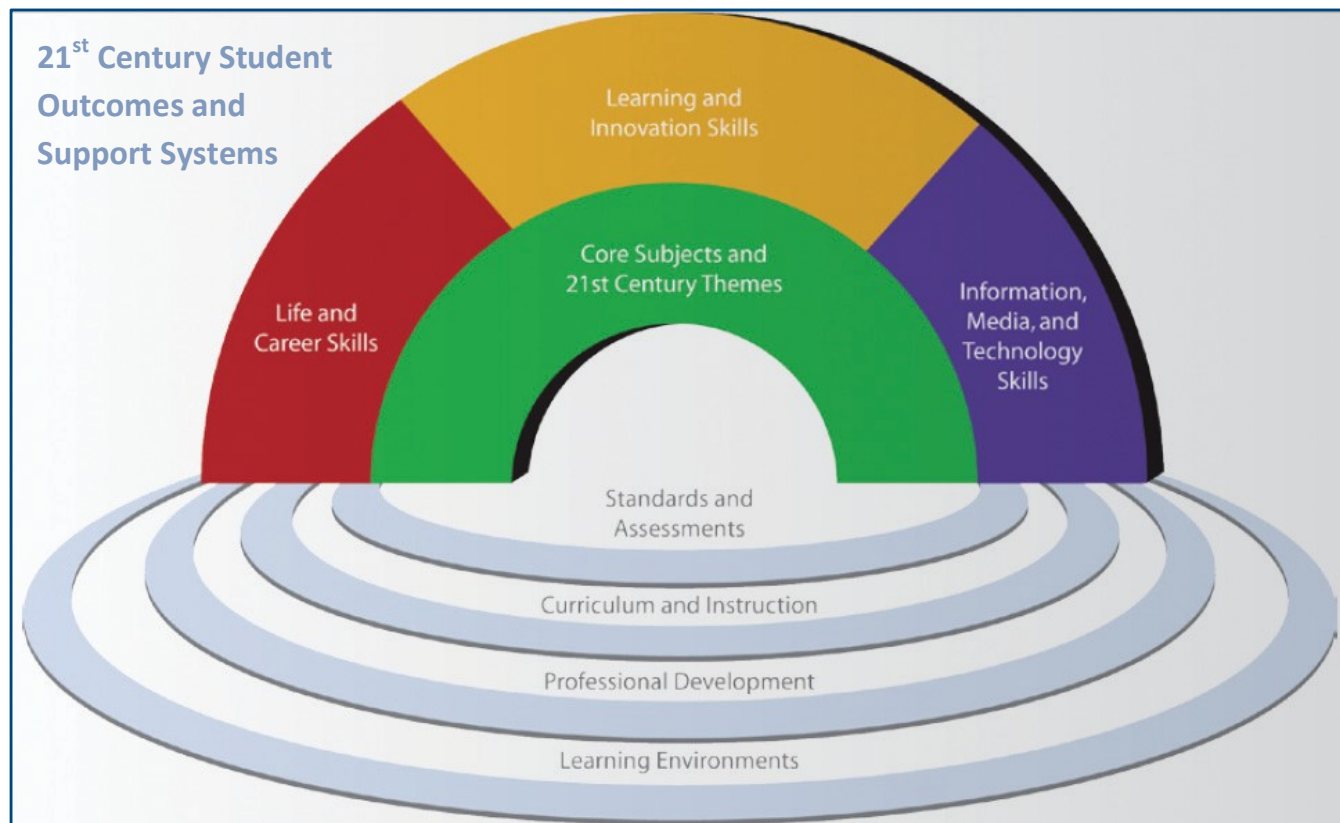 21st Century Student
Outcomes and
Support Systems
Learning and
Innovation Skills
Core Subjects and
21st Century Themes
Life and
Career Skills
Information,
Media, and
Technology
Skills
Standards and
Assessments
Curriculum and Instruction
Professional Development
Learning Environments